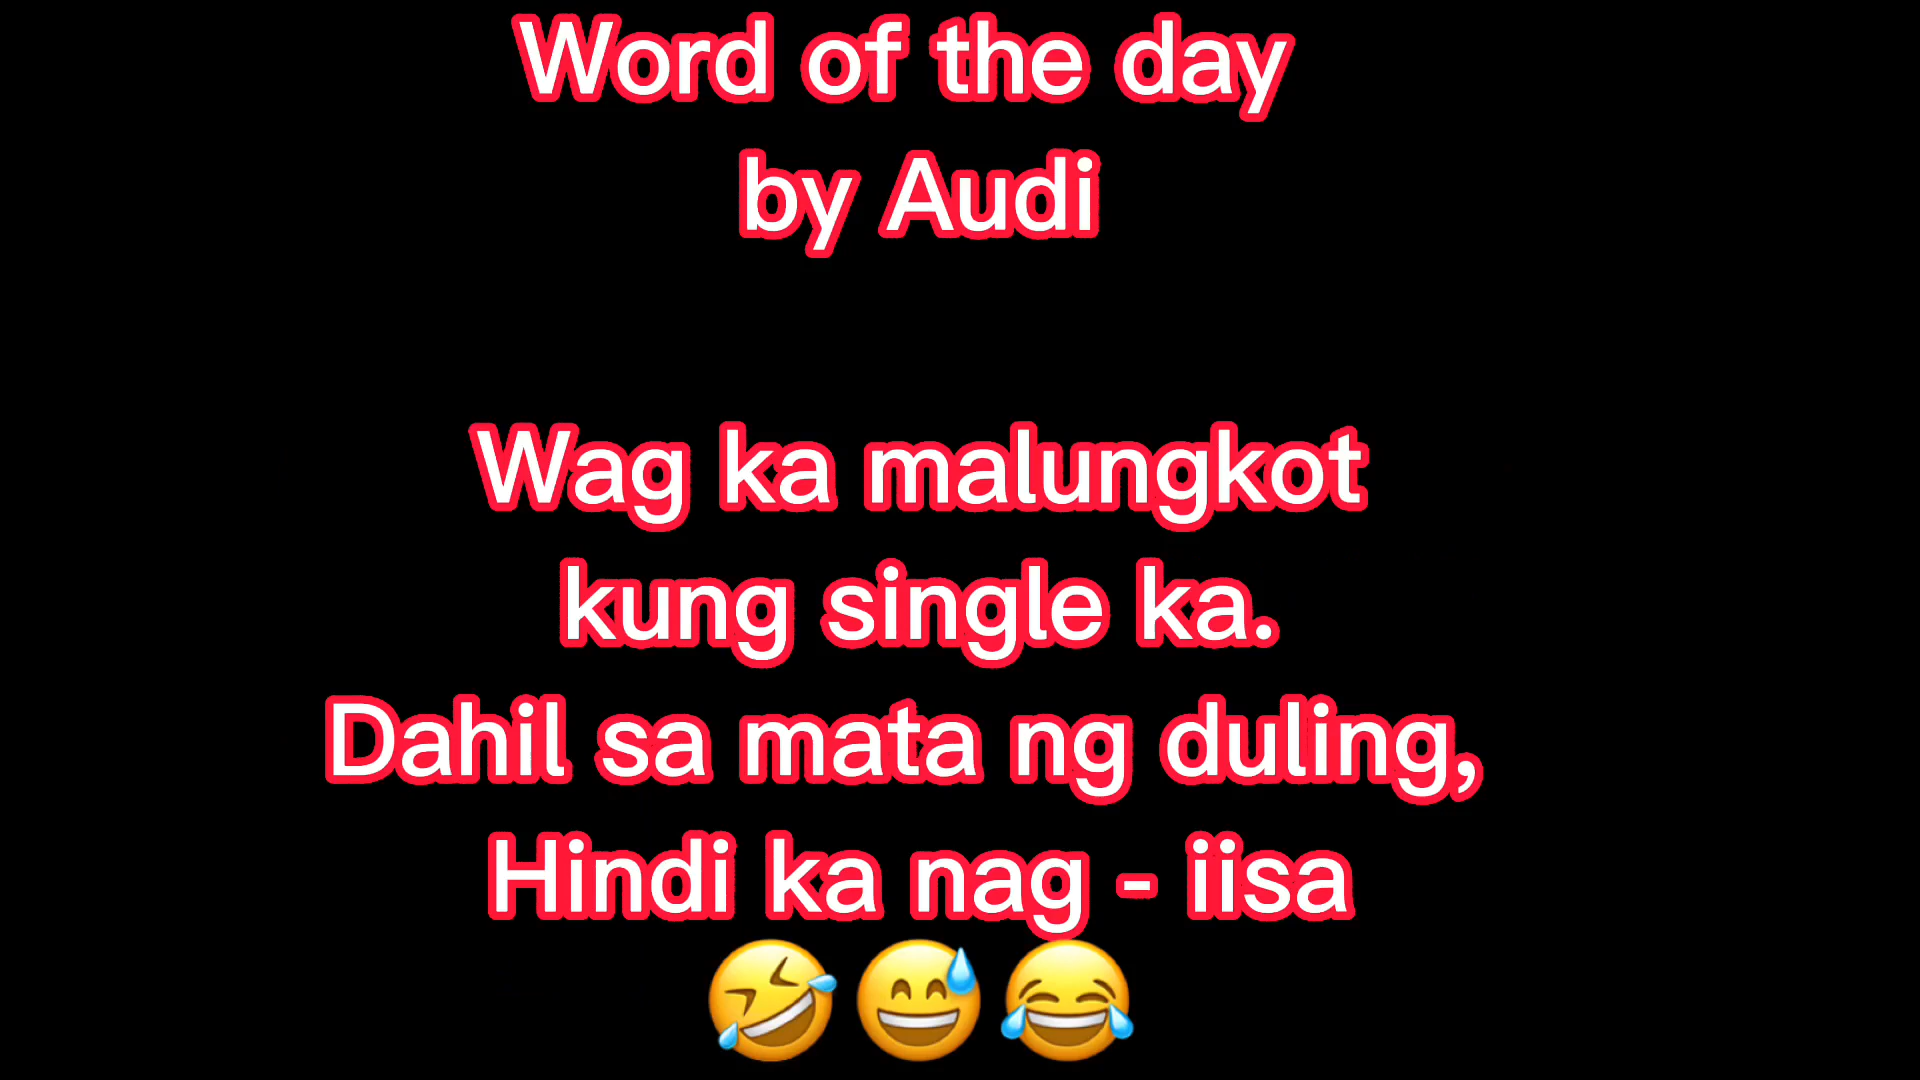 Word of the day
by Audi
Wag ka malungkot
kung single ka.
Dahil sa mata ng duling,
Hindi ka nag - iisa
🤣😅😂